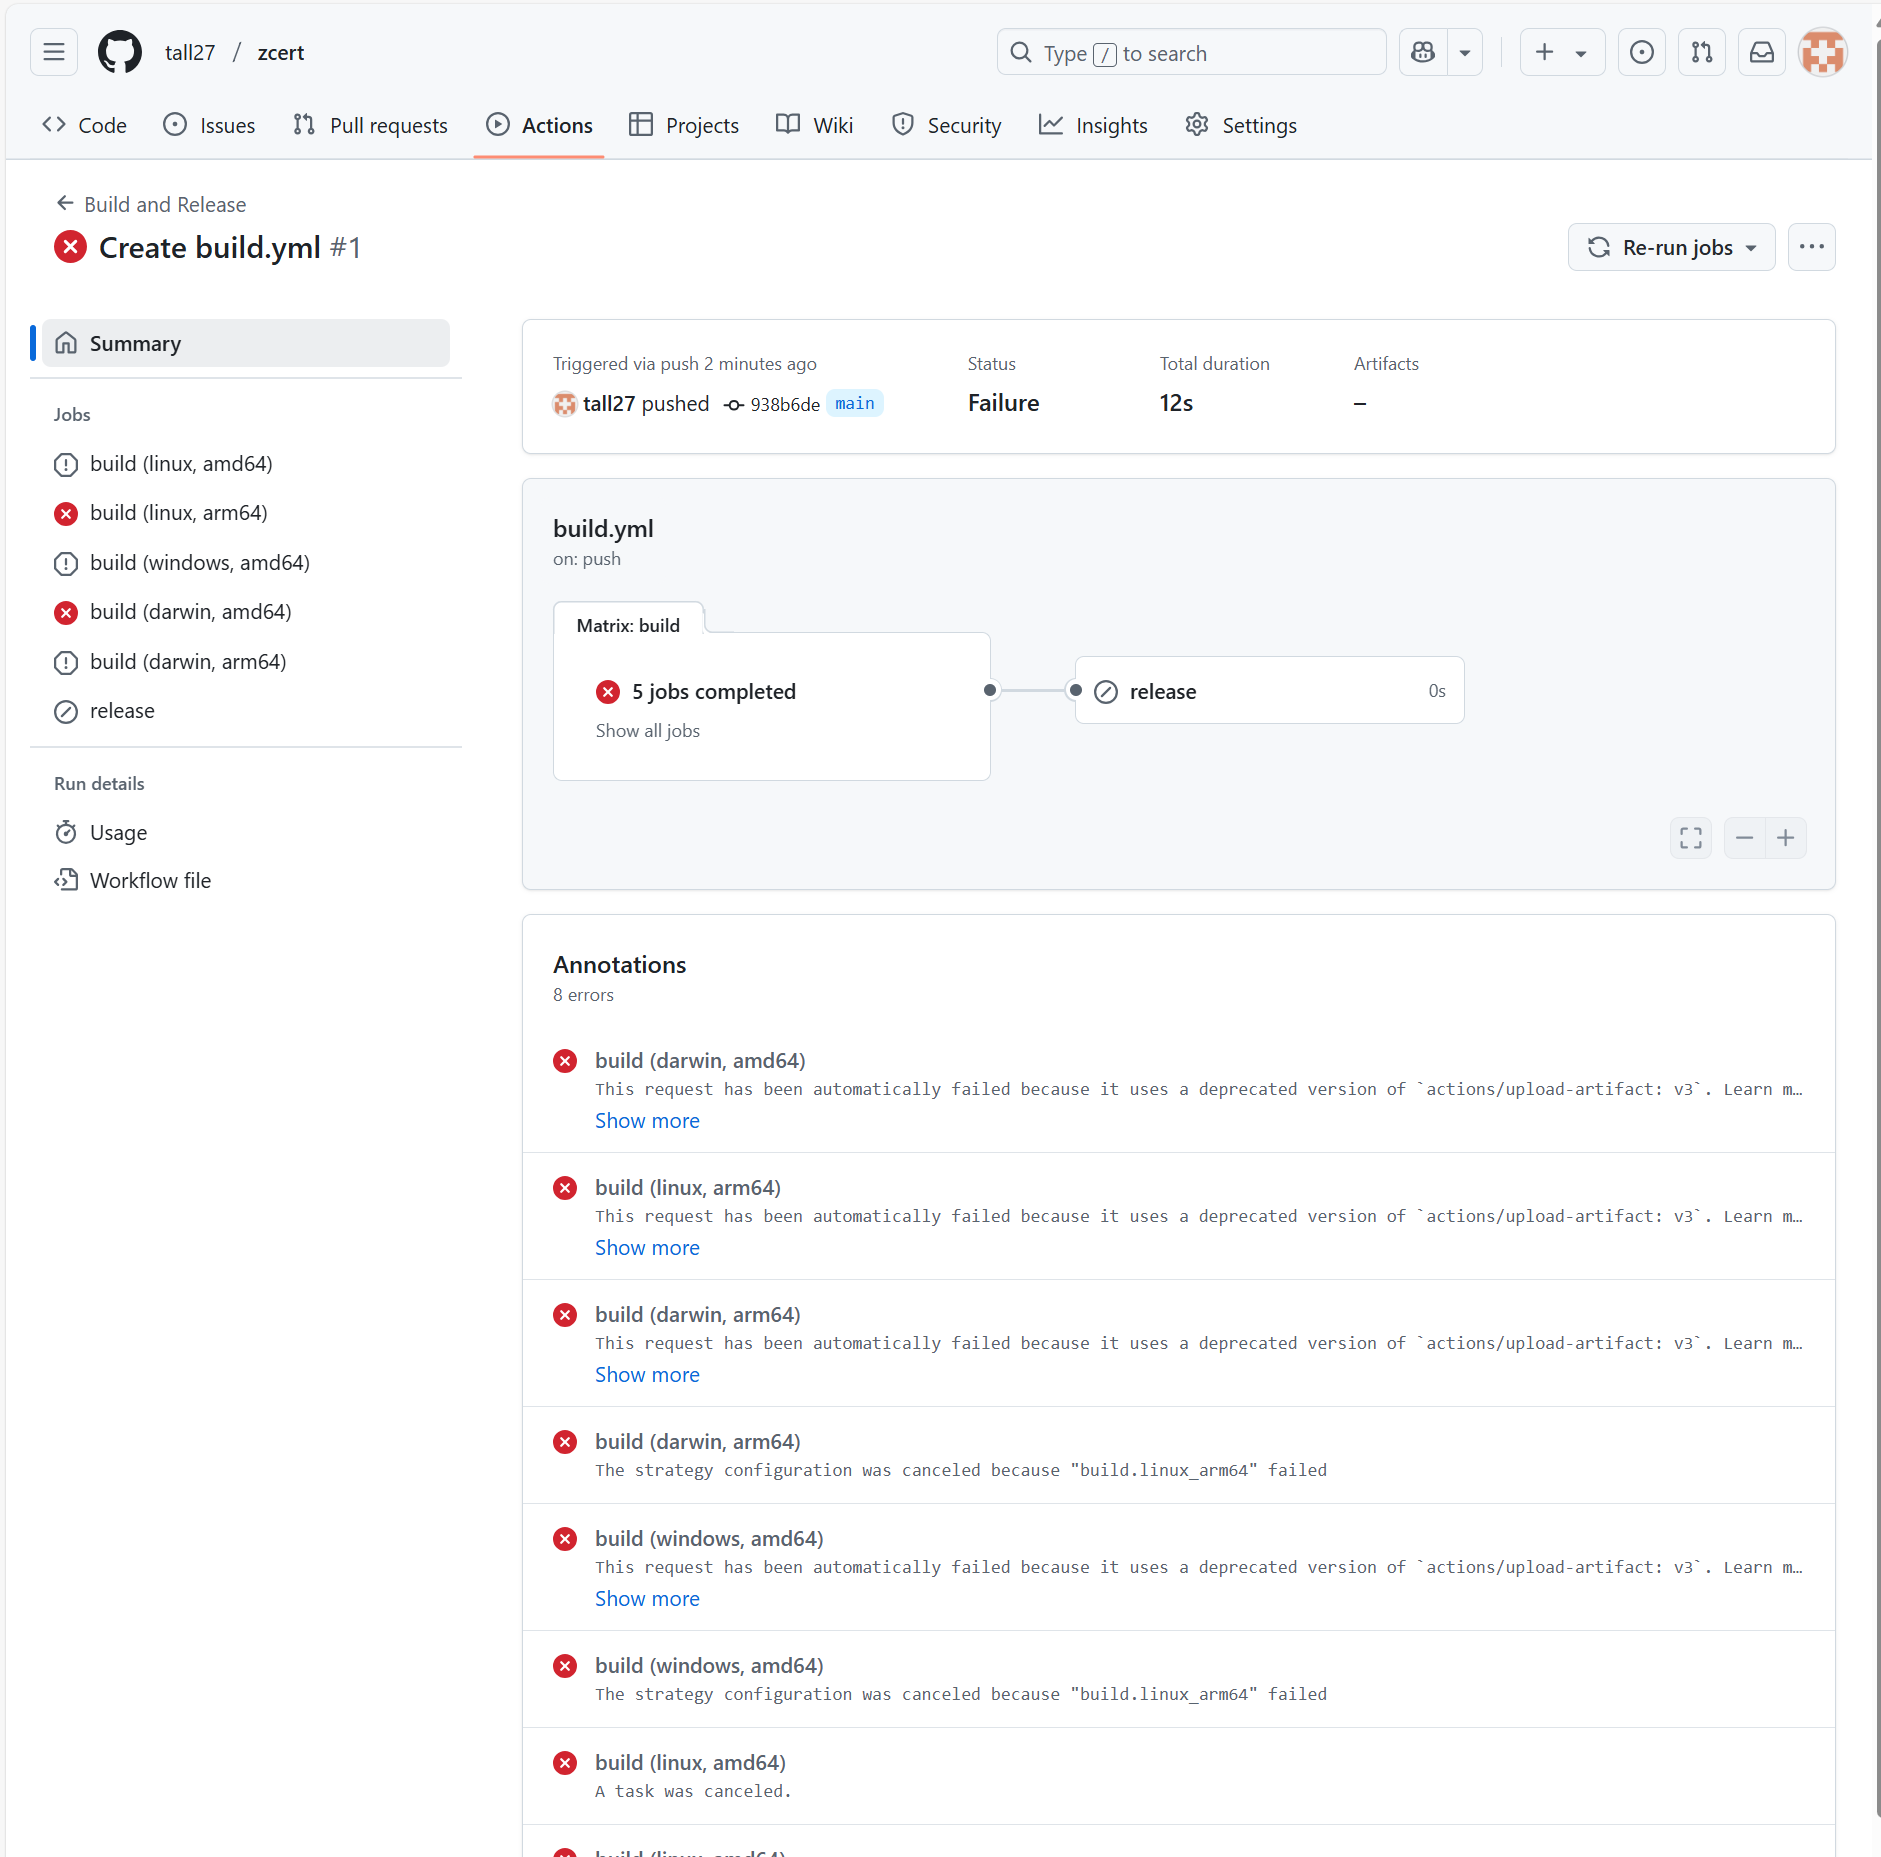 tall27 / zcert
Type / to search
Code
Issues
Pull requests
Actions
Projects
Wiki
Security
Insights
Settings
Build and Release
Create build.yml #1
Re-run jobs
Summary
Jobs
build (linux, amd64)
build (linux, arm64)
build (windows, amd64)
build (darwin, amd64)
build (darwin, arm64)
release
Run details
Usage
Workflow file
Triggered via push 2 minutes ago
tall27 pushed 938b6de main
Status
Failure
Total duration
12s
Artifacts
–
build.yml
on: push
Matrix: build
5 jobs completed
Show all jobs
release 0s
Annotations
8 errors
build (darwin, amd64)
This request has been automatically failed because it uses a deprecated version of `actions/upload-artifact: v3`. Learn m…
Show more
build (linux, arm64)
This request has been automatically failed because it uses a deprecated version of `actions/upload-artifact: v3`. Learn m…
Show more
build (darwin, arm64)
This request has been automatically failed because it uses a deprecated version of `actions/upload-artifact: v3`. Learn m…
Show more
build (darwin, arm64)
The strategy configuration was canceled because "build.linux_arm64" failed
build (windows, amd64)
This request has been automatically failed because it uses a deprecated version of `actions/upload-artifact: v3`. Learn m…
Show more
build (windows, amd64)
The strategy configuration was canceled because "build.linux_arm64" failed
build (linux, amd64)
A task was canceled.
build (linux, amd64)